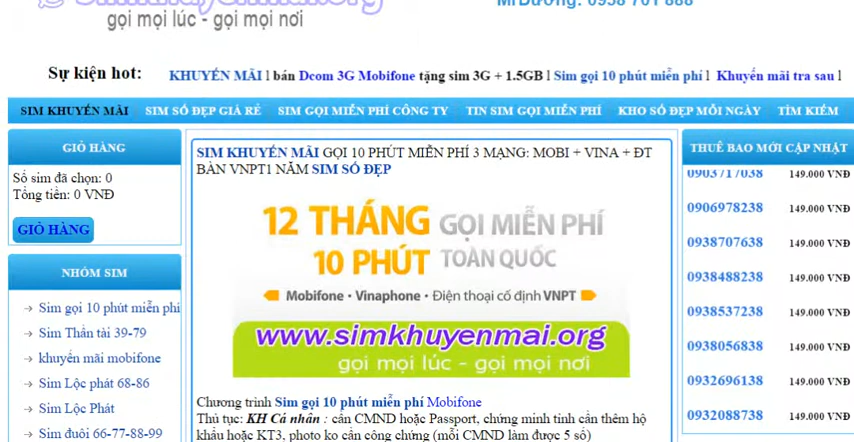 simkhuyenmai.org
gọi mọi lúc - gọi mọi nơi
Mr Dương: 0938 701 888
Sự kiện hot:
KHUYẾN MÃI l bán Dcom 3G Mobifone tặng sim 3G + 1.5GB l Sim gọi 10 phút miễn phí l Khuyến mãi tra sau l
SIM KHUYẾN MÃI SIM SỐ ĐẸP GIÁ RẺ SIM GỌI MIỄN PHÍ CÔNG TY TIN SIM GỌI MIỄN PHÍ KHO SỐ ĐẸP MỖI NGÀY TÌM KIẾM
GIỎ HÀNG
Số sim đã chọn: 0
Tổng tiền: 0 VNĐ
GIỎ HÀNG
NHÓM SIM
Sim gọi 10 phút miễn phí
Sim Thần tài 39-79
khuyến mãi mobifone
Sim Lộc phát 68-86
Sim Lộc Phát
Sim đuôi 66-77-88-99
SIM KHUYẾN MÃI GỌI 10 PHÚT MIỄN PHÍ 3 MẠNG: MOBI + VINA + ĐT
BÀN VNPT1 NĂM SIM SỐ ĐẸP
12 THÁNG GỌI MIỄN PHÍ
10 PHÚT TOÀN QUỐC
Mobifone • Vinaphone • Điện thoại cố định VNPT
www.simkhuyenmai.org
gọi mọi lúc - gọi mọi nơi
Chương trình Sim gọi 10 phút miễn phí Mobifone
Thủ tục: KH Cá nhân : cần CMND hoặc Passport, chứng minh tỉnh cần thêm hộ
khẩu hoặc KT3, photo ko cần công chứng (mỗi CMND làm được 5 số)
THUÊ BAO MỚI CẬP NHẬT
0903717038 149.000 VNĐ
0906978238 149.000 VNĐ
0938707638 149.000 VNĐ
0938488238 149.000 VNĐ
0938537238 149.000 VNĐ
0938056838 149.000 VNĐ
0932696138 149.000 VNĐ
0932088738 149.000 VNĐ